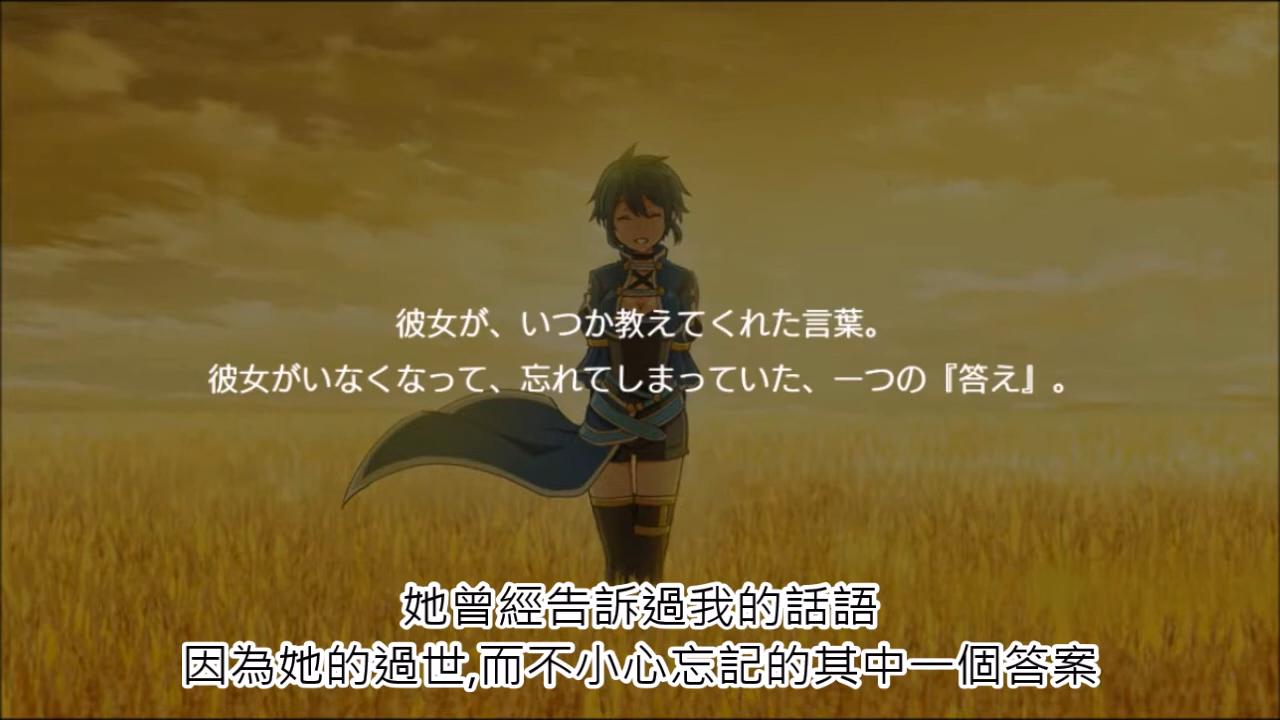 彼女が、いつか教えてくれた言葉。
彼女がいなくなって、忘れてしまっていた、一つの『答え』。
她曾經告訴過我的話語
因為她的過世,而不小心忘記的其中一個答案